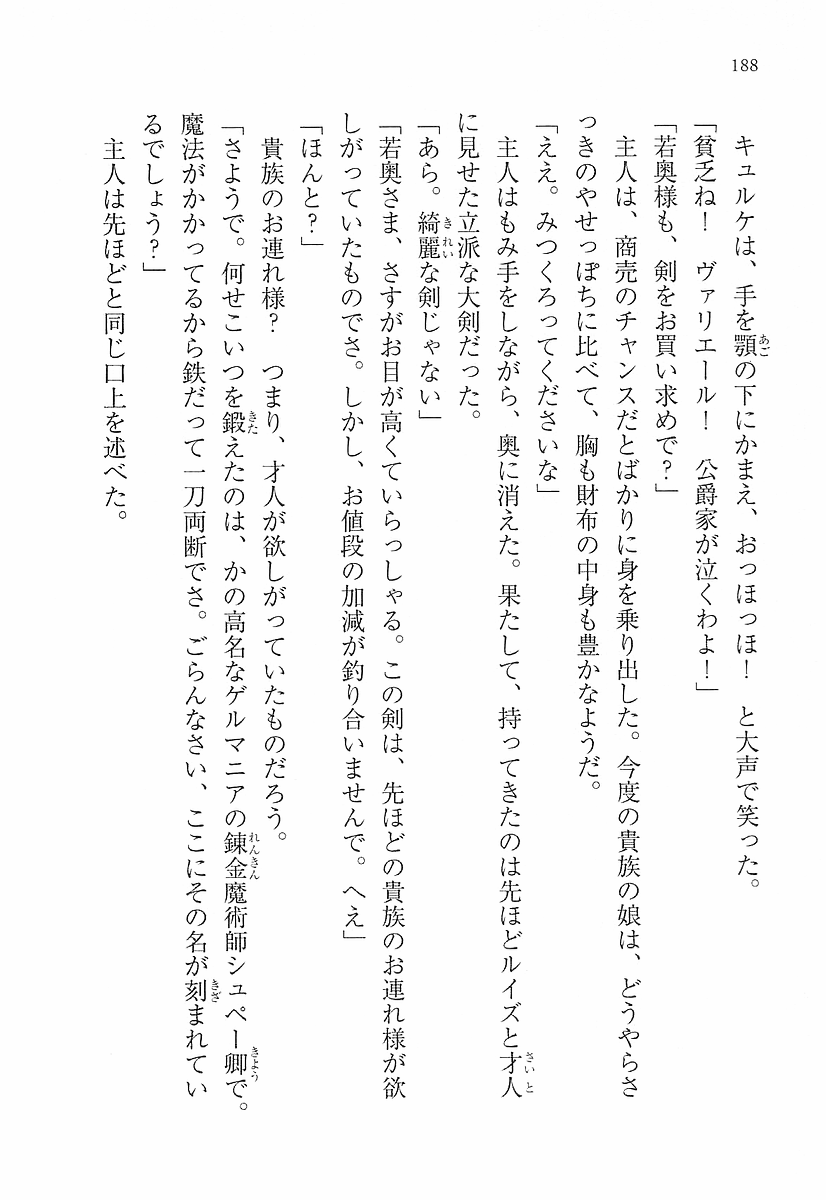 188
キュルケは、手を顎の下にかまえ、おっほっほ！　と大声で笑った。
「貧乏ね！　ヴァリエール！　公爵家が泣くわよ！」
「若奥様も、剣をお買い求めで？」
主人は、商売のチャンスだとばかりに身を乗り出した。今度の貴族の娘は、どうやらさ
っきのやせっぽちに比べて、胸も財布の中身も豊かなようだ。
「ええ。みつくろってくださいな」
主人はもみ手をしながら、奥に消えた。果たして、持ってきたのは先ほどルイズと才人
に見せた立派な大剣だった。
「あら。綺麗な剣じゃない」
「若奥さま、さすがお目が高くていらっしゃる。この剣は、先ほどの貴族のお連れ様が欲
しがっていたものでさ。しかし、お値段の加減が釣り合いませんで。へえ」
「ほんと？」
貴族のお連れ様？　つまり、才人が欲しがっていたものだろう。
「さようで。何せこいつを鍛えたのは、かの高名なゲルマニアの錬金魔術師シュペー卿で。
魔法がかかってるから鉄だって一刀両断でさ。ごらんなさい、ここにその名が刻まれてい
るでしょう？」
主人は先ほどと同じ口上を述べた。